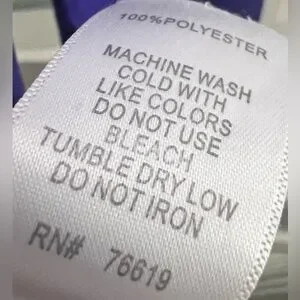 100% POLYESTER
MACHINE WASH
COLD WITH
LIKE COLORS
DO NOT USE
BLEACH
TUMBLE DRY LOW
DO NOT IRON
RN# 76619